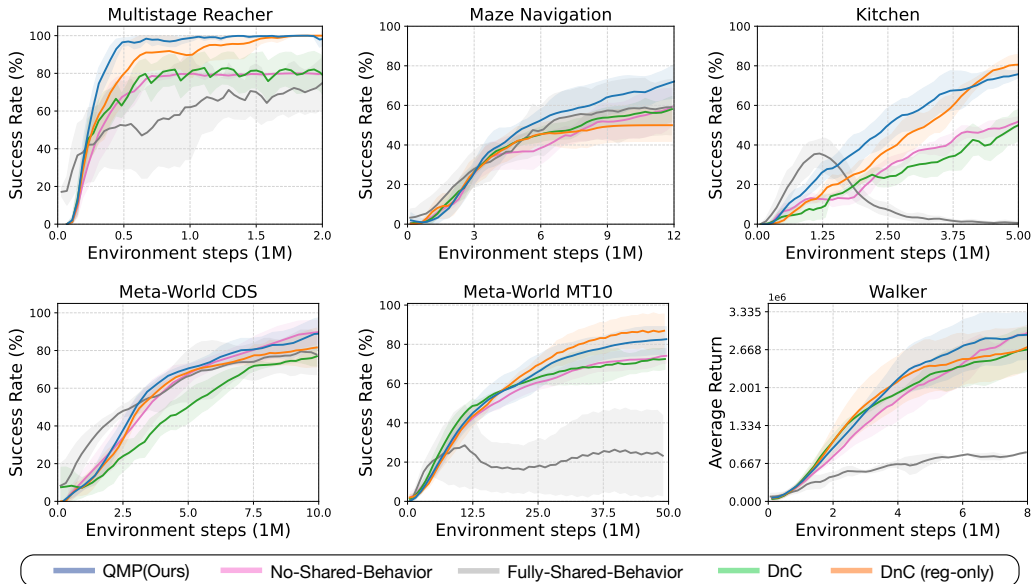 Multistage Reacher
Success Rate (%)
100
80
60
40
20
0
0.0 0.5 1.0 1.5 2.0
Environment steps (1M)
Maze Navigation
Success Rate (%)
100
80
60
40
20
0
0 3 6 9 12
Environment steps (1M)
Kitchen
Success Rate (%)
100
80
60
40
20
0
0.00 1.25 2.50 3.75 5.00
Environment steps (1M)
Meta-World CDS
Success Rate (%)
100
80
60
40
20
0
0.0 2.5 5.0 7.5 10.0
Environment steps (1M)
Meta-World MT10
Success Rate (%)
100
80
60
40
20
0
0.0 12.5 25.0 37.5 50.0
Environment steps (1M)
Walker
1e6
Average Return
3.335
2.668
2.001
1.334
0.667
0.000
0 2 4 6 8
Environment steps (1M)
QMP(Ours) No-Shared-Behavior Fully-Shared-Behavior DnC DnC (reg-only)